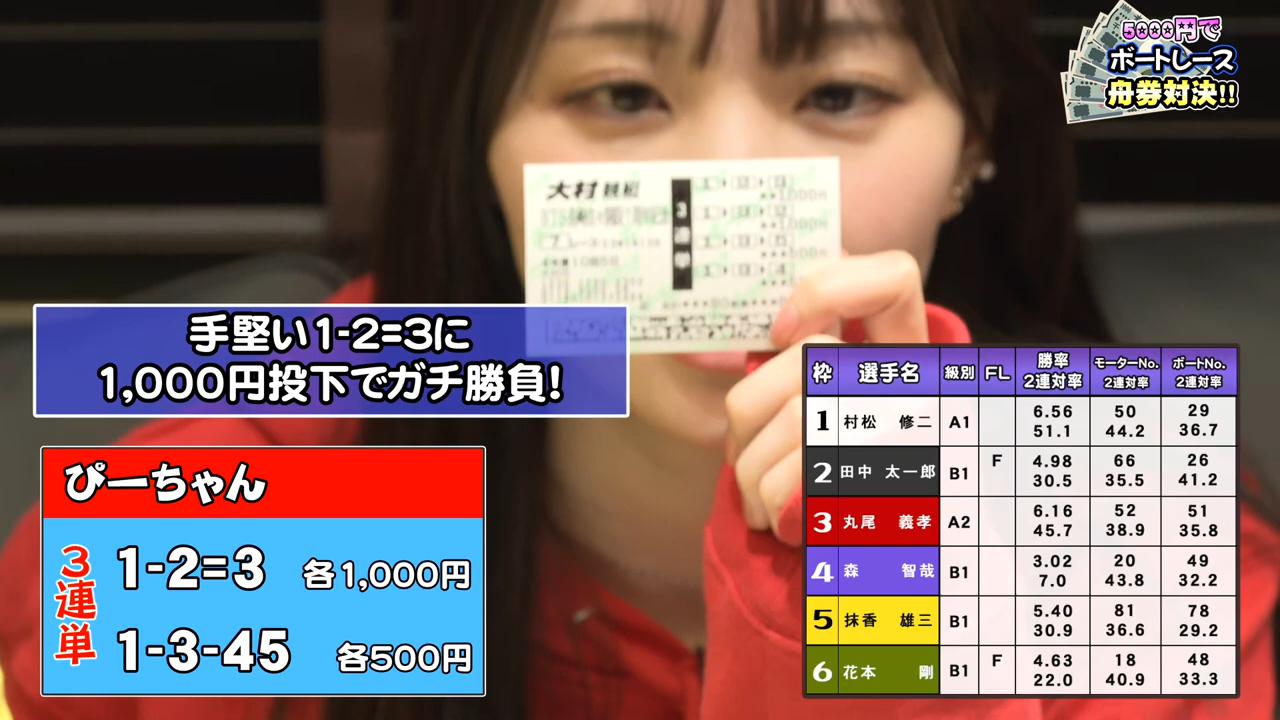 5000円で
ボートレース
舟券対決!!
大村競艇
3連単
手堅い1-2=3に
1,000円投下でガチ勝負!
ぴーちゃん
3連単
1-2=3 各1,000円
1-3-45 各500円
枠 選手名 級別 FL 勝率 2連対率 モーターNo. 2連対率 ボートNo. 2連対率
1 村松 修二 A1 6.56 51.1 50 44.2 29 36.7
2 田中 太一郎 B1 F 4.98 30.5 66 35.5 26 41.2
3 丸尾 義孝 A2 6.16 45.7 52 38.9 51 35.8
4 森 智哉 B1 3.02 7.0 20 43.8 49 32.2
5 抹香 雄三 B1 5.40 30.9 81 36.6 78 29.2
6 花本 剛 B1 F 4.63 22.0 18 40.9 48 33.3